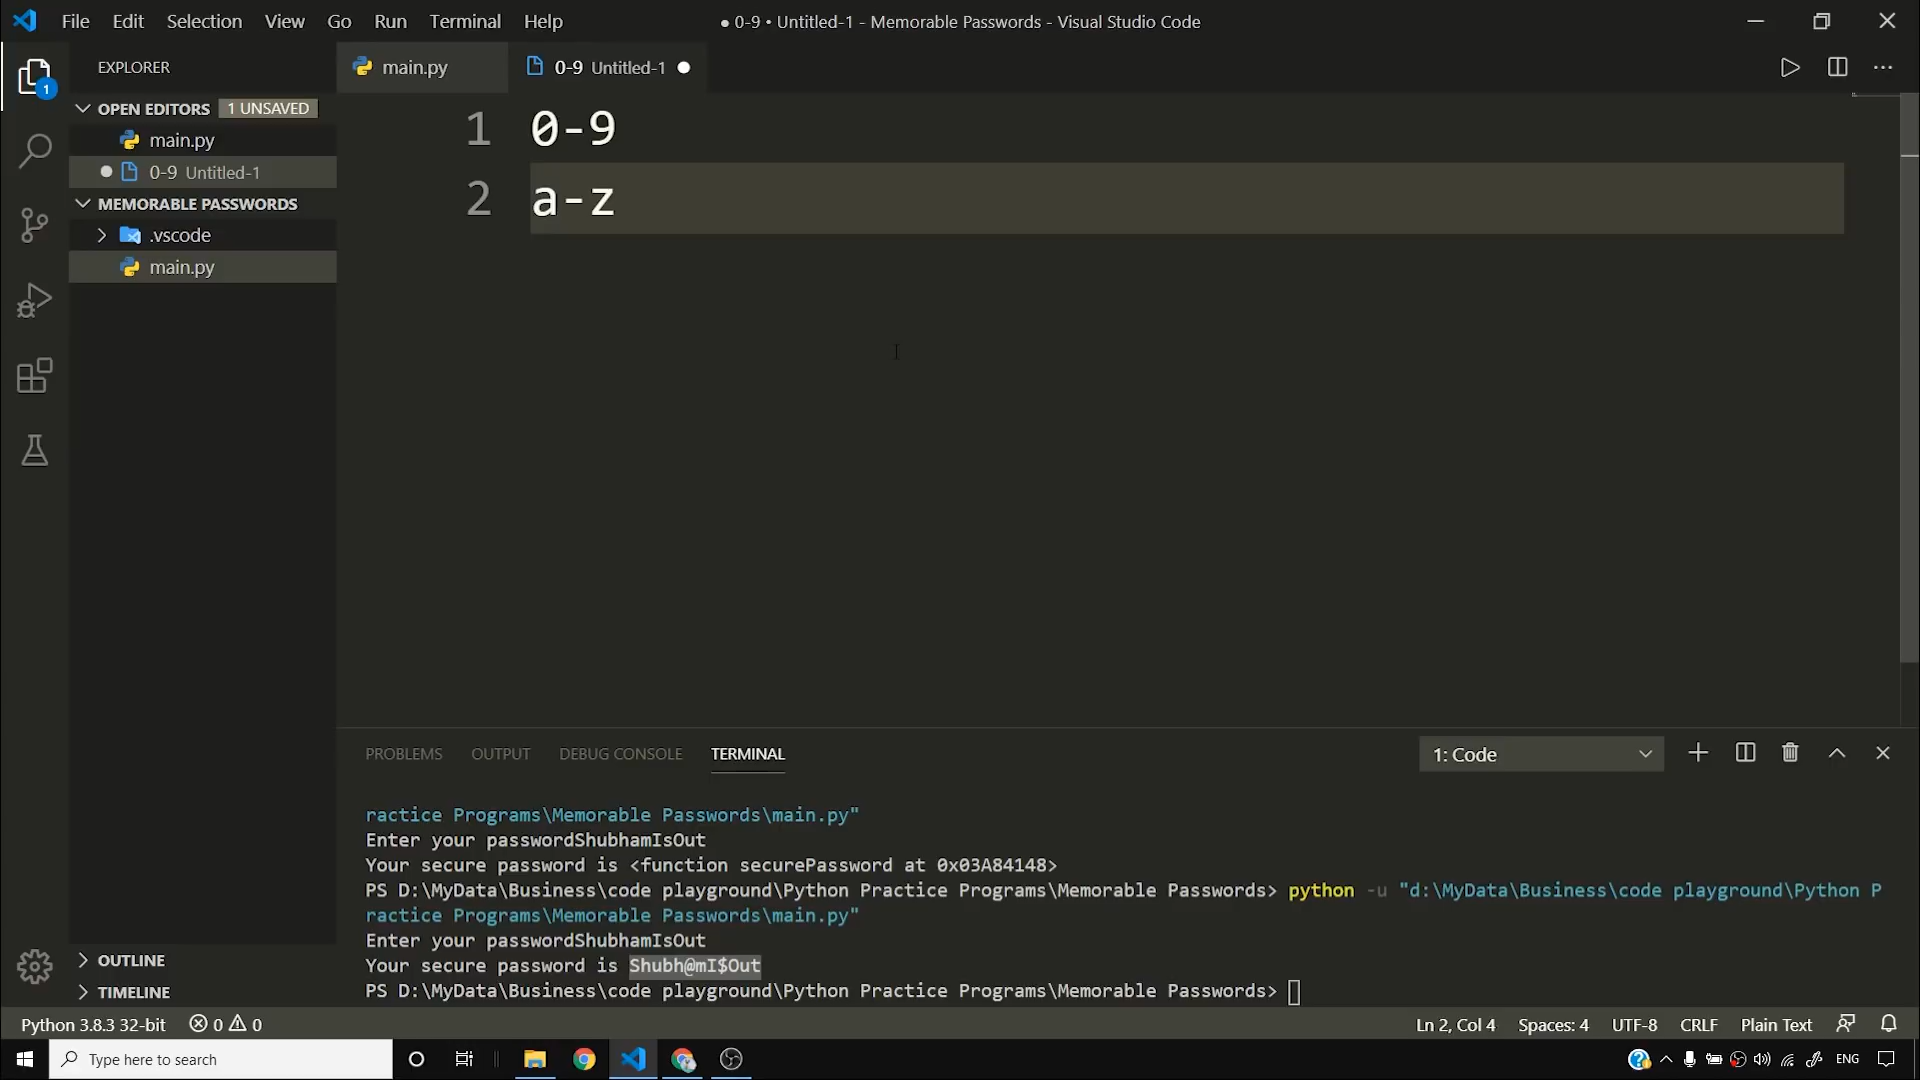 File Edit Selection View Go Run Terminal Help
● 0-9 • Untitled-1 - Memorable Passwords - Visual Studio Code
EXPLORER
main.py
0-9 Untitled-1
1
OPEN EDITORS 1 UNSAVED
main.py
0-9 Untitled-1
MEMORABLE PASSWORDS
.vscode
main.py
1 0-9
2 a-z
PROBLEMS OUTPUT DEBUG CONSOLE TERMINAL
1: Code
ractice Programs\Memorable Passwords\main.py"
Enter your passwordShubhamIsOut
Your secure password is <function securePassword at 0x03A84148>
PS D:\MyData\Business\code playground\Python Practice Programs\Memorable Passwords> python -u "d:\MyData\Business\code playground\Python P
ractice Programs\Memorable Passwords\main.py"
Enter your passwordShubhamIsOut
Your secure password is Shubh@mI$Out
PS D:\MyData\Business\code playground\Python Practice Programs\Memorable Passwords>
OUTLINE
TIMELINE
Python 3.8.3 32-bit 0 0
Ln 2, Col 4 Spaces: 4 UTF-8 CRLF Plain Text
Type here to search
ENG